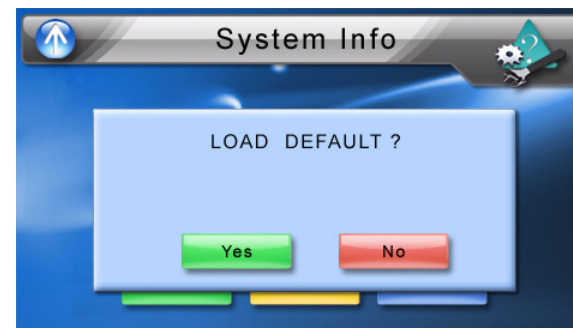 System Info
?
LOAD DEFAULT ?
Yes
No